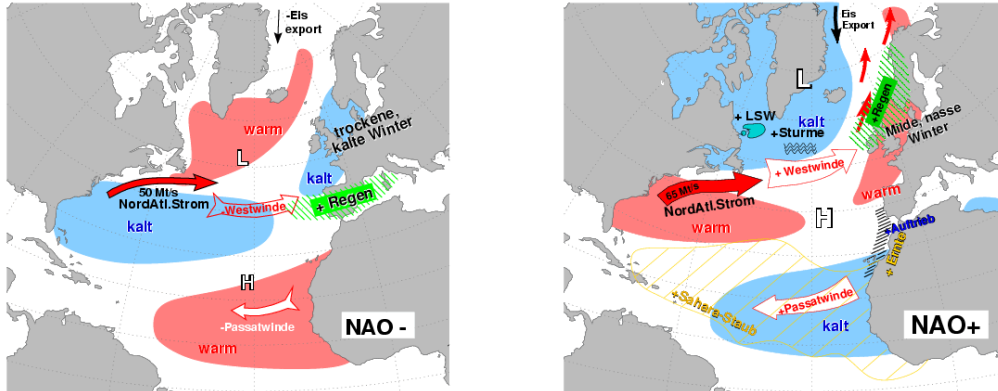 -Eis
export
warm
L
trockene,
kalte Winter
kalt
50 Mt/s
NordAtl.Strom
-Westwinde
+ Regen
kalt
H
-Passatwinde
warm
NAO -
Eis
Export
L
+ LSW
kalt
+Sturme
+Regen
Milde, nasse
Winter
+ Westwinde
65 Mt/s
NordAtl.Strom
warm
warm
H
+Auftrieb
+ Ernte
+Sahara-Staub
+Passatwinde
kalt
NAO+